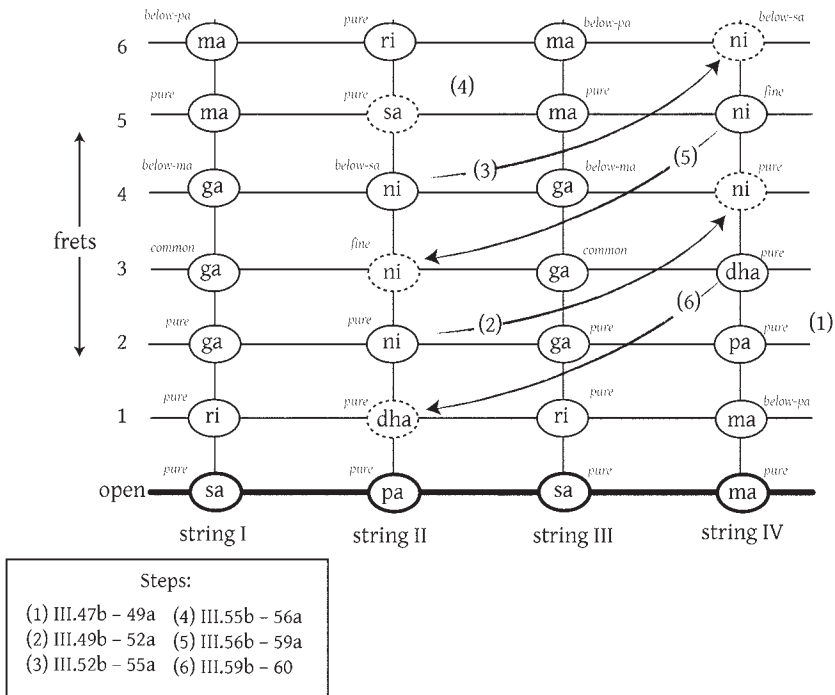 below-pa pure below-sa
6 ma ri ma below-pa ni
(4)
pure pure pure fine
5 ma sa ma ni
(3) (5)
below-ma below-sa below-ma pure
4 ga ni ga ni
frets
common fine common pure
3 ga ni ga dha
(2) (6) (1)
pure pure pure pure
2 ga ni ga pa
pure pure pure below-pa
1 ri dha ri ma
pure pure pure pure
open sa pa sa ma
string I string II string III string IV
Steps:
(1) III.47b – 49a (4) III.55b – 56a
(2) III.49b – 52a (5) III.56b – 59a
(3) III.52b – 55a (6) III.59b – 60